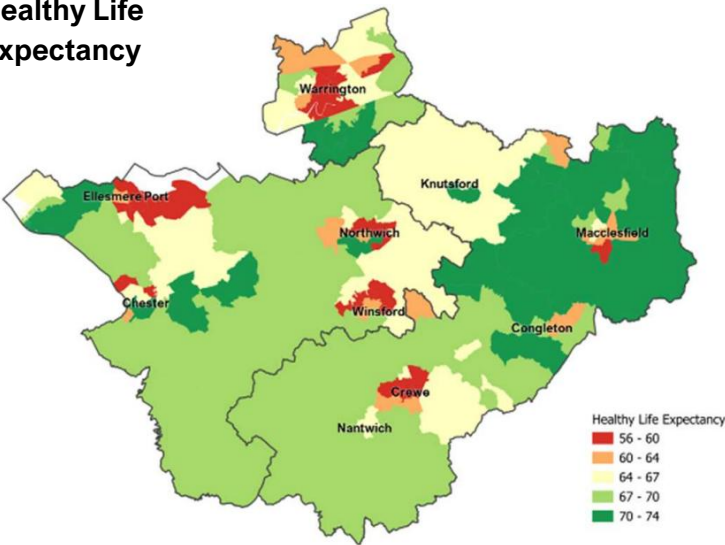 ealthy Life
xpectancy
Warrington
Knutsford
Ellesmere Port
Northwich
Macclesfield
Chester
Winsford
Congleton
Crewe
Nantwich
Healthy Life Expectancy
56 - 60
60 - 64
64 - 67
67 - 70
70 - 74